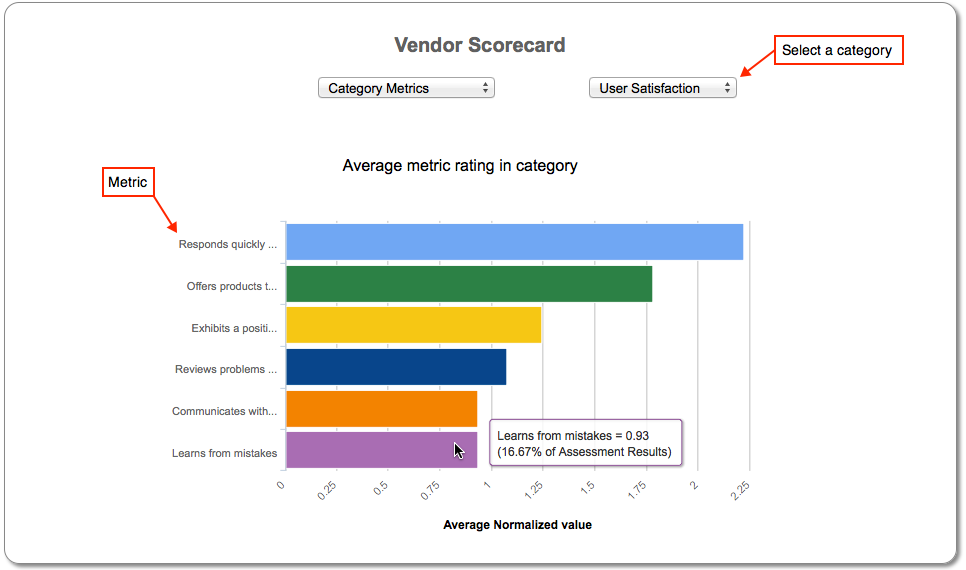 Vendor Scorecard
Select a category
Category Metrics
User Satisfaction
Average metric rating in category
Metric
Responds quickly ...
Offers products t...
Exhibits a positi...
Reviews problems ...
Communicates with...
Learns from mistakes = 0.93
(16.67% of Assessment Results)
Learns from mistakes
0
0.25
0.5
0.75
1
1.25
1.5
1.75
2
2.25
Average Normalized value